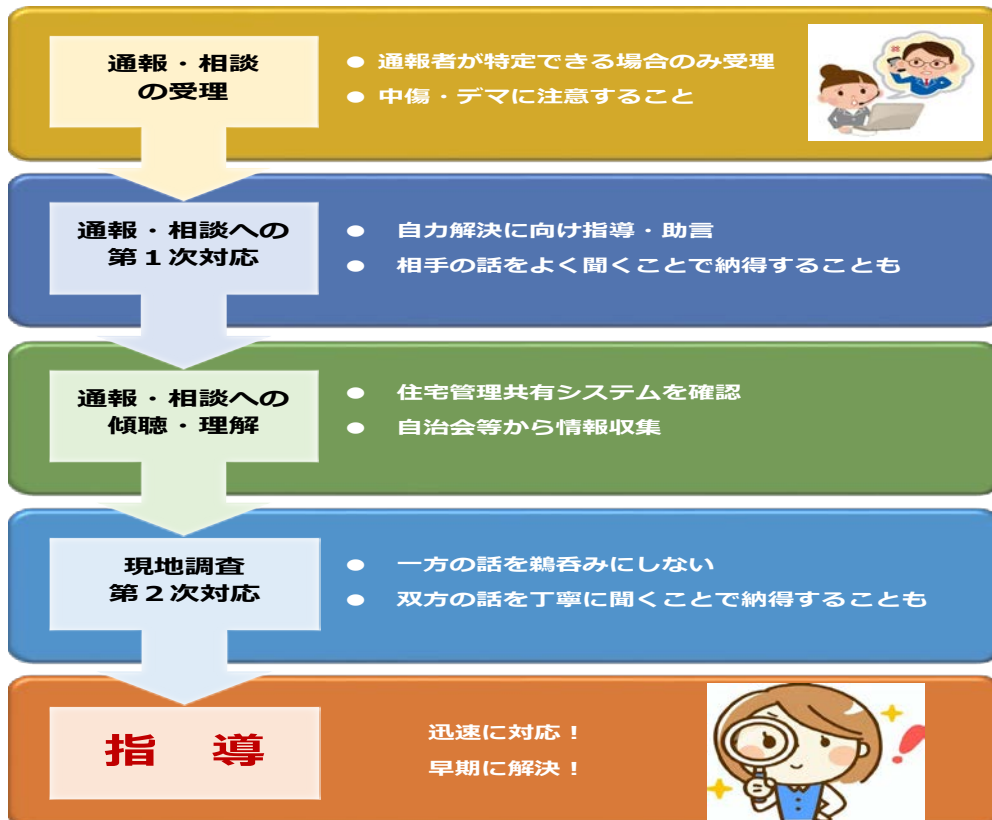 通報・相談
の受理
● 通報者が特定できる場合のみ受理
● 中傷・デマに注意すること
通報・相談への
第１次対応
● 自力解決に向け指導・助言
● 相手の話をよく聞くことで納得することも
通報・相談への
傾聴・理解
● 住宅管理共有システムを確認
● 自治会等から情報収集
現地調査
第２次対応
● 一方の話を鵜呑みにしない
● 双方の話を丁寧に聞くことで納得することも
指　導
迅速に対応！
早期に解決！